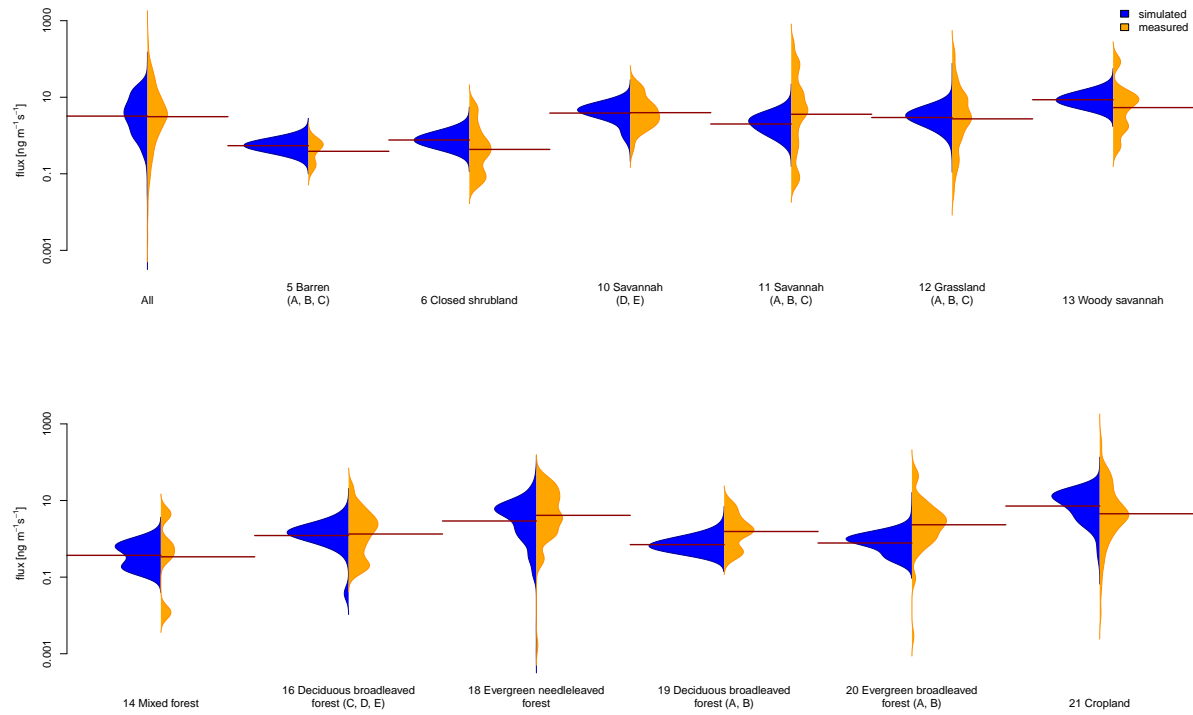 simulated
measured
flux [ng m⁻¹s⁻¹]
1000
10
0.1
0.001
All
5 Barren
(A, B, C)
6 Closed shrubland
10 Savannah
(D, E)
11 Savannah
(A, B, C)
12 Grassland
(A, B, C)
13 Woody savannah
flux [ng m⁻¹s⁻¹]
1000
10
0.1
0.001
14 Mixed forest
16 Deciduous broadleaved
forest (C, D, E)
18 Evergreen needleleaved
forest
19 Deciduous broadleaved
forest (A, B)
20 Evergreen broadleaved
forest (A, B)
21 Cropland